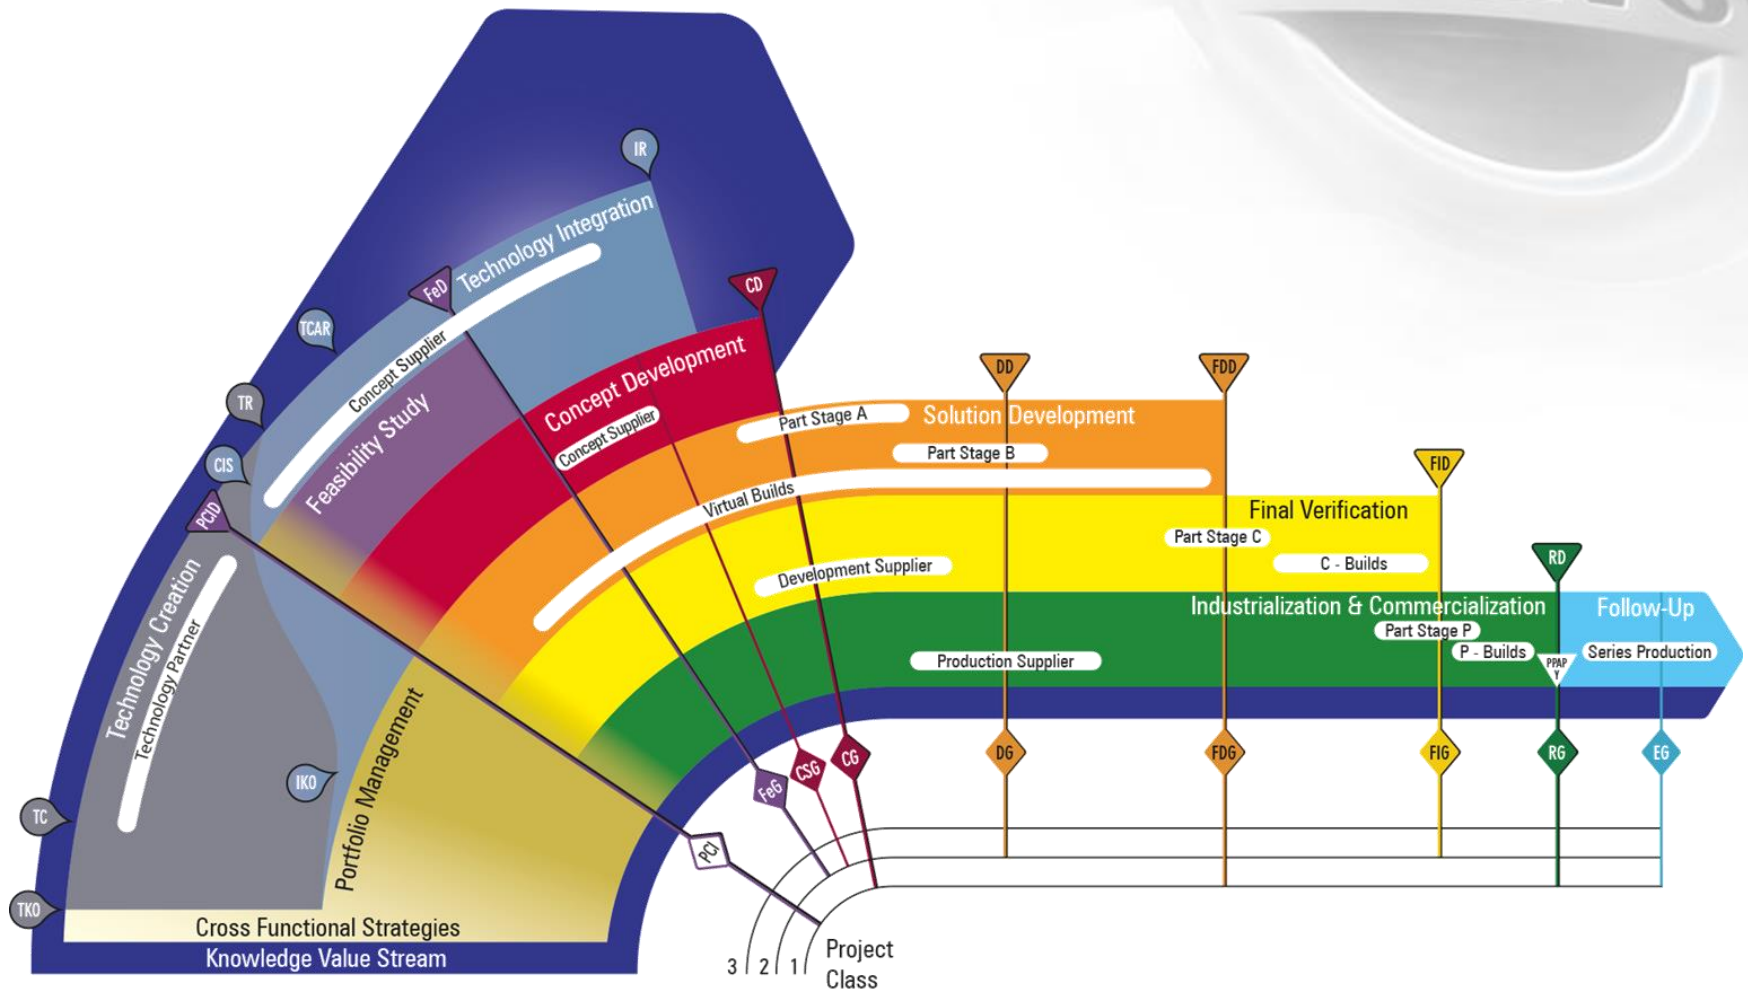 IR
Technology Integration
FeD
CD
TCAR
Concept Supplier
TR
Concept Development
DD
FDD
Feasibility Study
Concept Supplier
Part Stage A
Solution Development
CIS
Part Stage B
FID
PCID
Virtual Builds
Final Verification
Part Stage C
C - Builds
RD
Technology Creation
Technology Partner
Development Supplier
Industrialization & Commercialization
Follow-Up
Part Stage P
P - Builds
Series Production
Production Supplier
PPAP
Y
Portfolio Management
IKO
FeG
CSG
CG
DG
FDG
FIG
RG
EG
TC
PCI
TKO
Cross Functional Strategies
Knowledge Value Stream
3 2 1
Project
Class